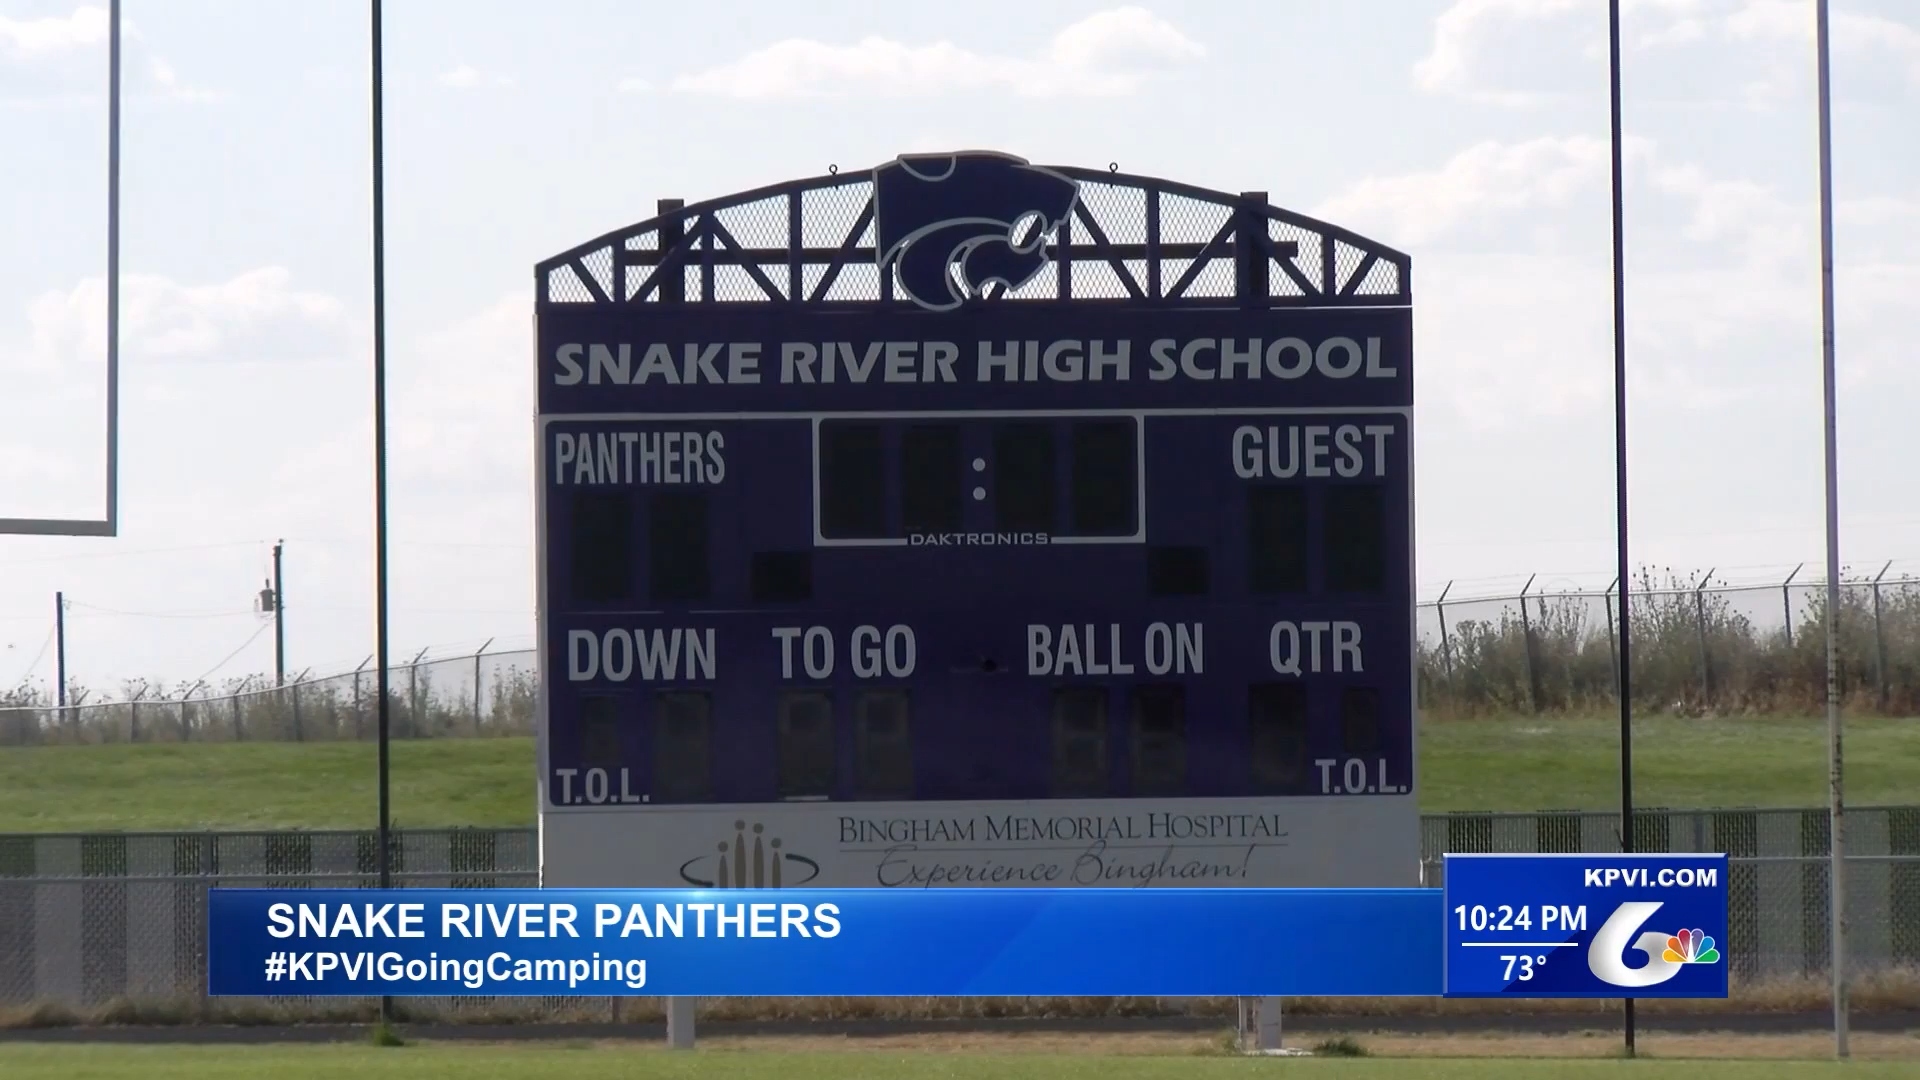 SNAKE RIVER HIGH SCHOOL
PANTHERS
:
GUEST
DAKTRONICS
DOWN TO GO BALL ON QTR
T.O.L. T.O.L.
BINGHAM MEMORIAL HOSPITAL
Experience Bingham!
SNAKE RIVER PANTHERS
#KPVIGoingCamping
KPVI.COM
10:24 PM
73°
6